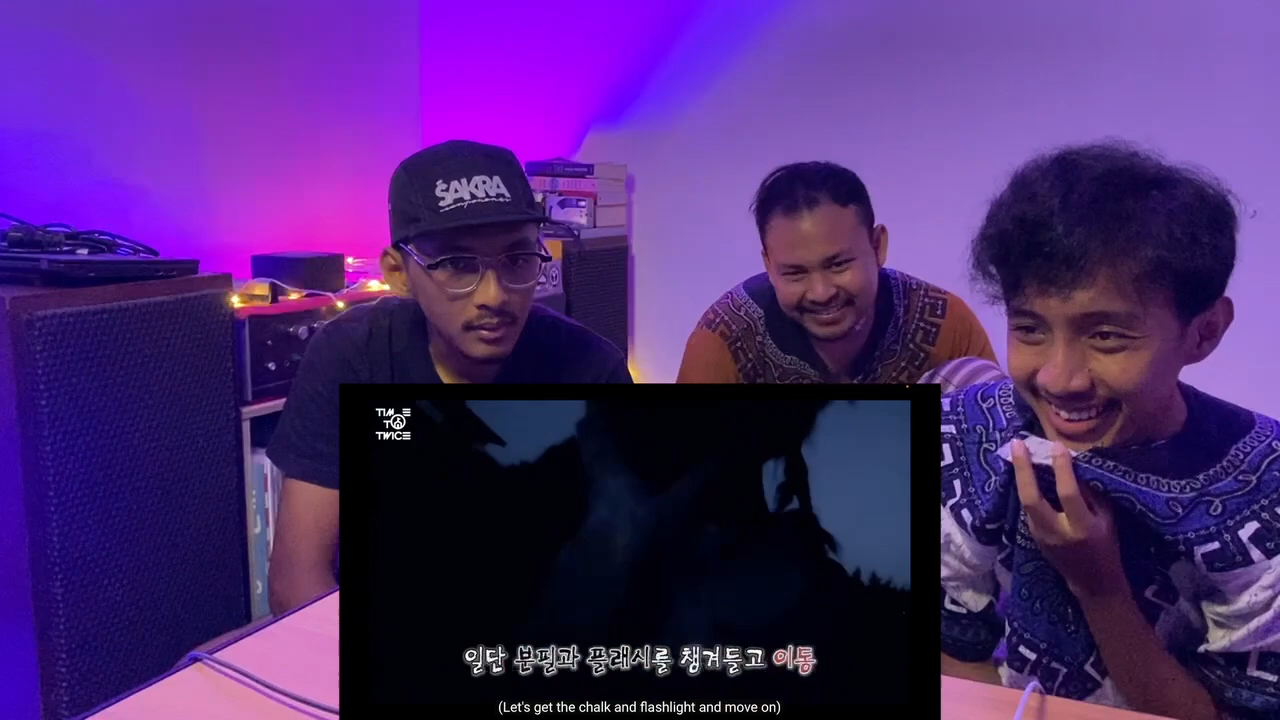 SAKRA
TIME
TO
TWICE
일단 분필과 플래시를 챙겨들고 이동
(Let's get the chalk and flashlight and move on)